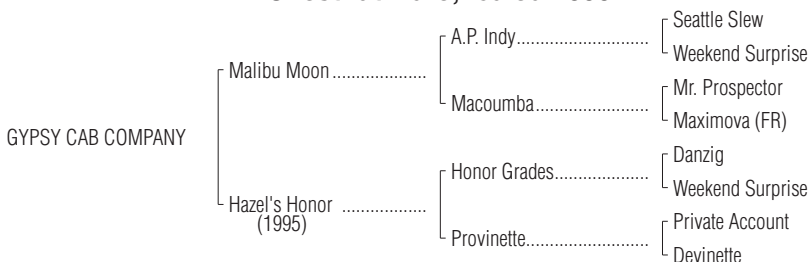 A.P. Indy
Seattle Slew
Weekend Surprise
Malibu Moon
Macoumba
Mr. Prospector
Maximova (FR)
GYPSY CAB COMPANY
Honor Grades
Danzig
Weekend Surprise
Hazel's Honor
(1995)
Provinette
Private Account
Devinette